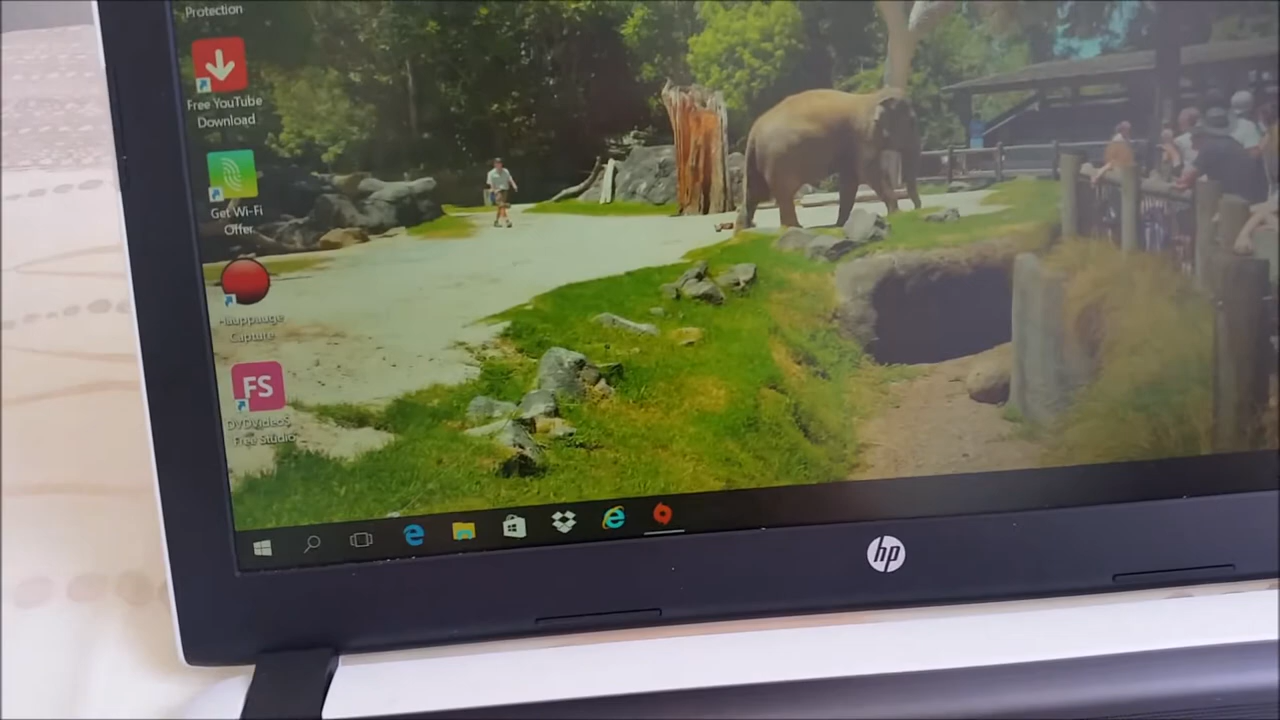 Protection
Free YouTube
Download
Get Wi-Fi
Offer
Hauppauge
Capture
FS
DVDVideoS
Free Studio
hp